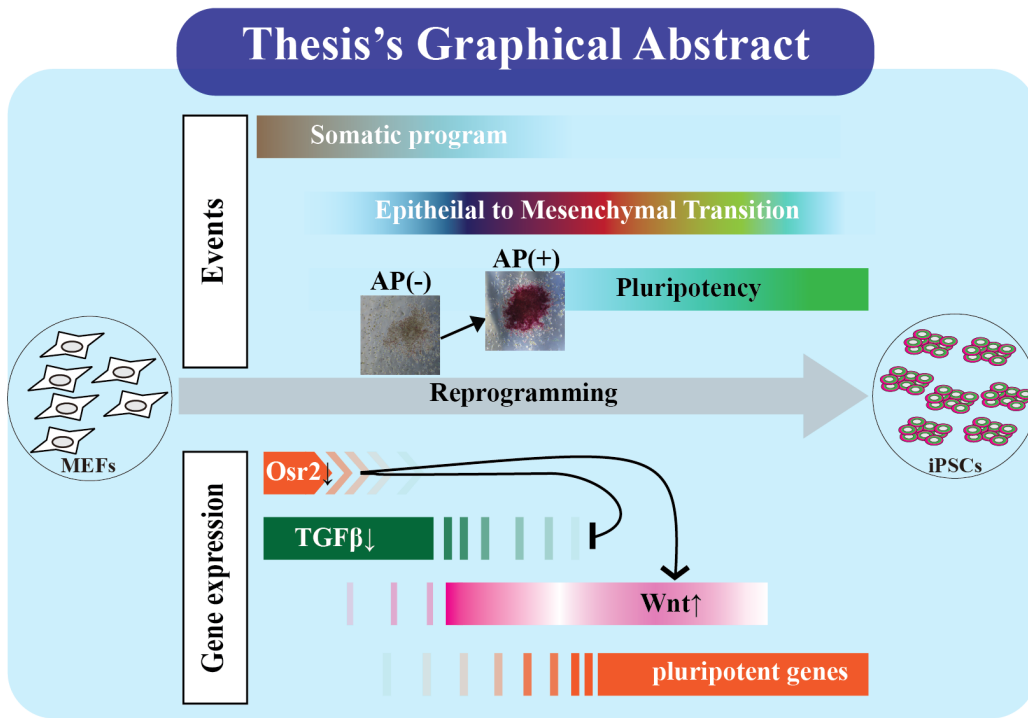 Thesis's Graphical Abstract
Events
Somatic program
Epitheilal to Mesenchymal Transition
AP(-)
AP(+)
Pluripotency
Reprogramming
MEFs
iPSCs
Gene expression
Osr2↓
TGFβ↓
Wnt↑
pluripotent genes